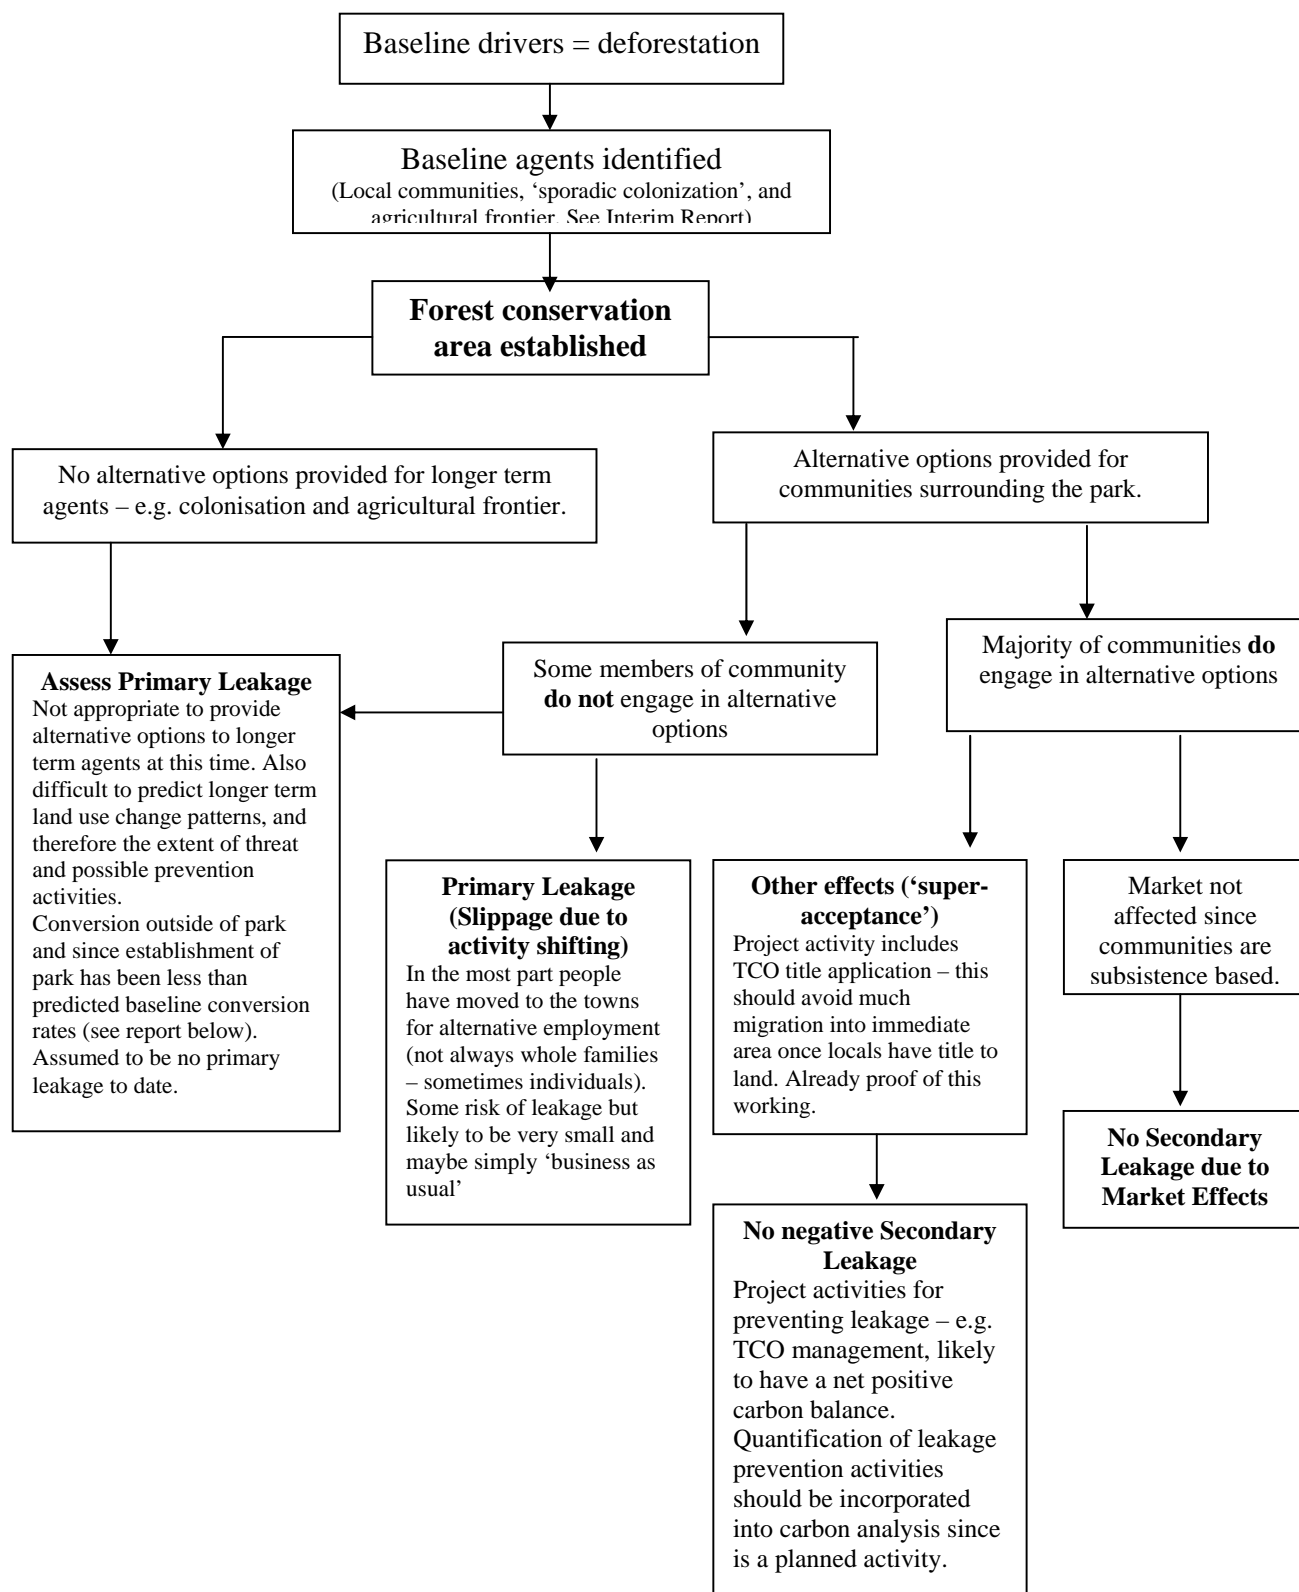 Baseline drivers = deforestation
Baseline agents identified
(Local communities, ‘sporadic colonization’, and
agricultural frontier. See Interim Report)
Forest conservation
area established
No alternative options provided for longer term
agents – e.g. colonisation and agricultural frontier.
Alternative options provided for
communities surrounding the park.
Some members of community
do not engage in alternative
options
Majority of communities do
engage in alternative options
Assess Primary Leakage
Not appropriate to provide
alternative options to longer
term agents at this time. Also
difficult to predict longer term
land use change patterns, and
therefore the extent of threat
and possible prevention
activities.
Conversion outside of park
and since establishment of
park has been less than
predicted baseline conversion
rates (see report below).
Assumed to be no primary
leakage to date.
Primary Leakage
(Slippage due to
activity shifting)
In the most part people
have moved to the towns
for alternative employment
(not always whole families
– sometimes individuals).
Some risk of leakage but
likely to be very small and
maybe simply ‘business as
usual’
Other effects (‘super-
acceptance’)
Project activity includes
TCO title application – this
should avoid much
migration into immediate
area once locals have title to
land. Already proof of this
working.
Market not
affected since
communities are
subsistence based.
No Secondary
Leakage due to
Market Effects
No negative Secondary
Leakage
Project activities for
preventing leakage – e.g.
TCO management, likely
to have a net positive
carbon balance.
Quantification of leakage
prevention activities
should be incorporated
into carbon analysis since
is a planned activity.